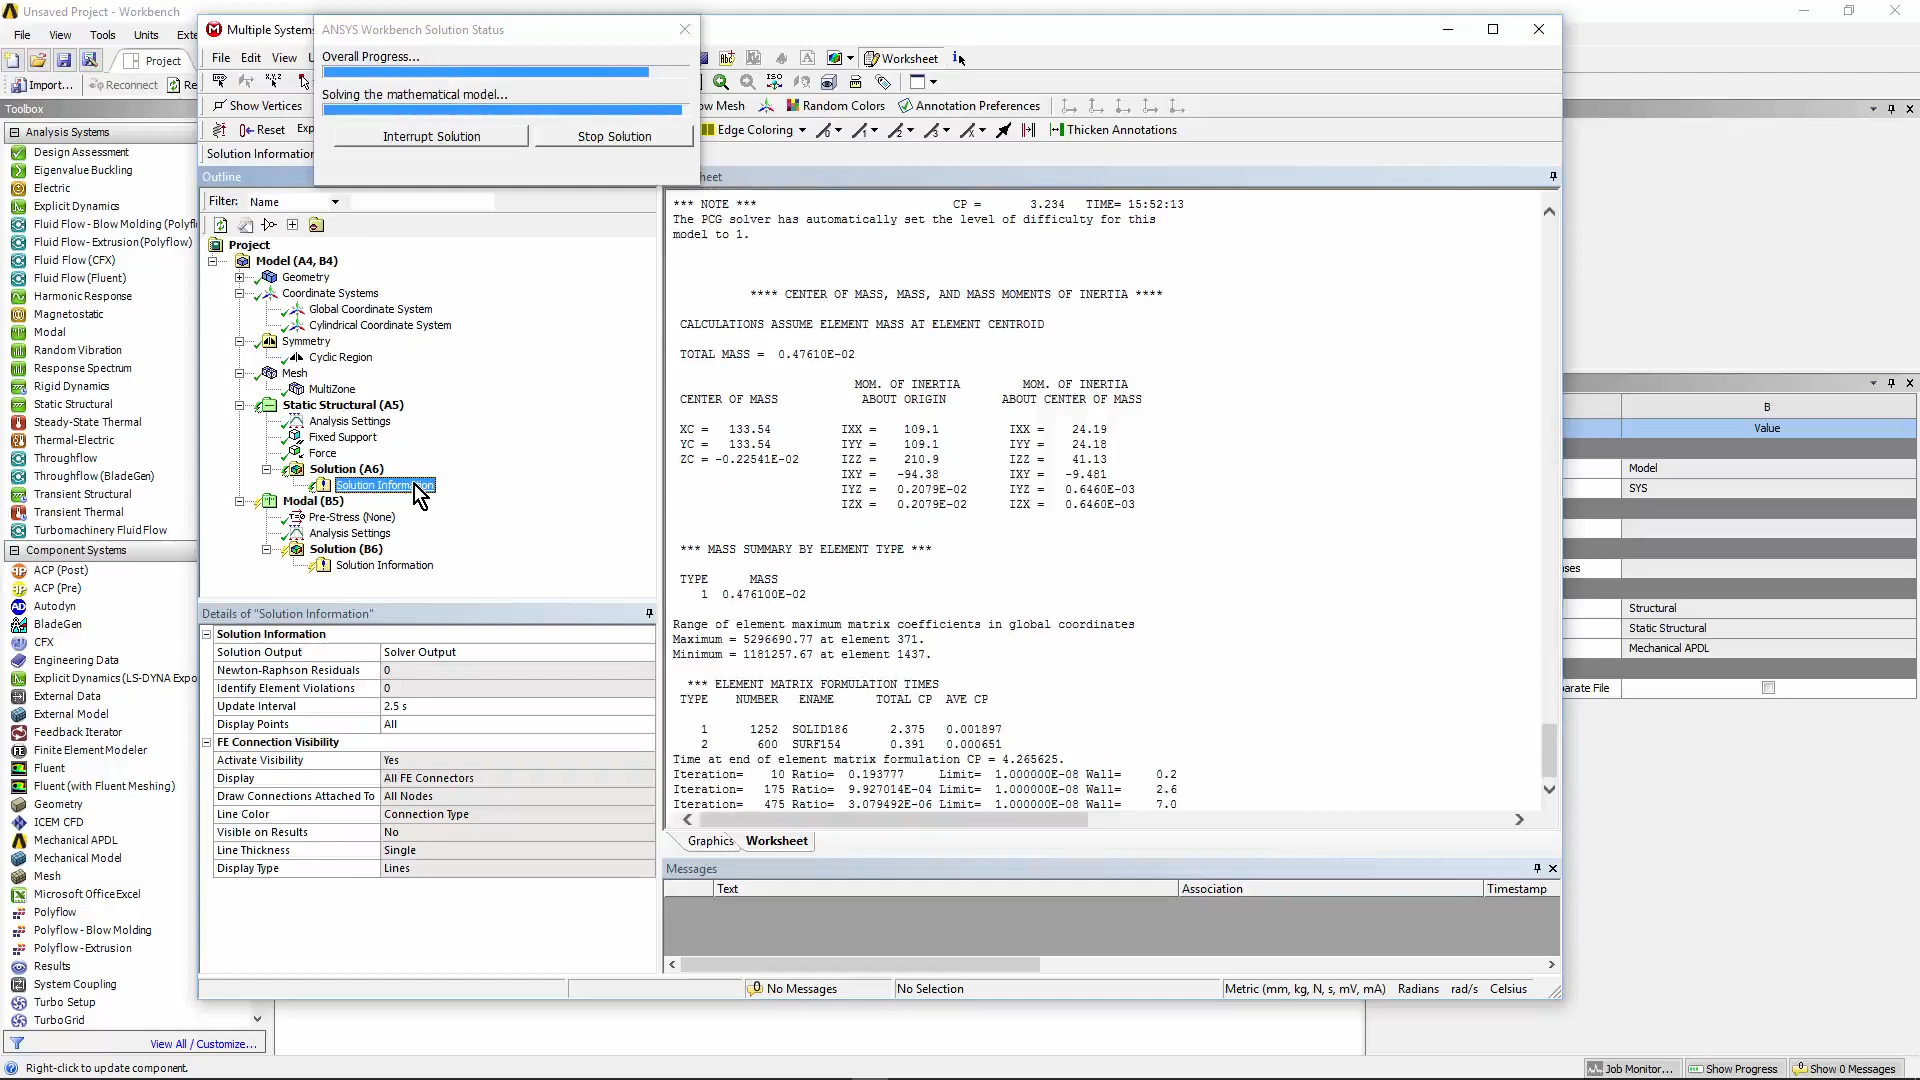 Unsaved Project - Workbench
File
Edit
View
Tools
Units
Exte
Project
Import...
Reconnect
Re
Toolbox
Analysis Systems
Design Assessment
Eigenvalue Buckling
Electric
Explicit Dynamics
Fluid Flow - Blow Molding (Polyfl
Fluid Flow - Extrusion (Polyflow)
Fluid Flow (CFX)
Fluid Flow (Fluent)
Harmonic Response
Magnetostatic
Modal
Random Vibration
Response Spectrum
Rigid Dynamics
Static Structural
Steady-State Thermal
Thermal-Electric
Throughflow
Throughflow (BladeGen)
Transient Structural
Transient Thermal
Turbomachinery Fluid Flow
Component Systems
ACP (Post)
ACP (Pre)
Autodyn
BladeGen
CFX
Engineering Data
Explicit Dynamics (LS-DYNA Expo
External Data
External Model
Feedback Iterator
Finite Element Modeler
Fluent
Fluent (with Fluent Meshing)
Geometry
ICEM CFD
Mechanical APDL
Mechanical Model
Mesh
Microsoft Office Excel
Polyflow
Polyflow - Blow Molding
Polyflow - Extrusion
Results
System Coupling
Turbo Setup
TurboGrid
View All / Customize...
Right-click to update component.
Multiple Systems
File Edit View
Show Vertices
Reset Exp
Solution Information
ANSYS Workbench Solution Status
Overall Progress...
Solving the mathematical model...
Interrupt Solution
Stop Solution
Worksheet
ow Mesh
Random Colors
Annotation Preferences
Edge Coloring
Thicken Annotations
Outline
Filter: Name
Project
Model (A4, B4)
Geometry
Coordinate Systems
Global Coordinate System
Cylindrical Coordinate System
Symmetry
Cyclic Region
Mesh
MultiZone
Static Structural (A5)
Analysis Settings
Fixed Support
Force
Solution (A6)
Solution Information
Modal (B5)
Pre-Stress (None)
Analysis Settings
Solution (B6)
Solution Information
Details of "Solution Information"
Solution Information
Solution Output Solver Output
Newton-Raphson Residuals 0
Identify Element Violations 0
Update Interval 2.5 s
Display Points All
FE Connection Visibility
Activate Visibility Yes
Display All FE Connectors
Draw Connections Attached To All Nodes
Line Color Connection Type
Visible on Results No
Line Thickness Single
Display Type Lines
heet
*** NOTE *** CP = 3.234 TIME= 15:52:13
The PCG solver has automatically set the level of difficulty for this
model to 1.
**** CENTER OF MASS, MASS, AND MASS MOMENTS OF INERTIA ****
CALCULATIONS ASSUME ELEMENT MASS AT ELEMENT CENTROID
TOTAL MASS = 0.47610E-02
MOM. OF INERTIA MOM. OF INERTIA
CENTER OF MASS ABOUT ORIGIN ABOUT CENTER OF MASS
XC = 133.54 IXX = 109.1 IXX = 24.19
YC = 133.54 IYY = 109.1 IYY = 24.18
ZC = -0.22541E-02 IZZ = 210.9 IZZ = 41.13
IXY = -94.38 IXY = -9.481
IYZ = 0.2079E-02 IYZ = 0.6460E-03
IZX = 0.2079E-02 IZX = 0.6460E-03
*** MASS SUMMARY BY ELEMENT TYPE ***
TYPE MASS
1 0.476100E-02
Range of element maximum matrix coefficients in global coordinates
Maximum = 5296690.77 at element 371.
Minimum = 1181257.67 at element 1437.
*** ELEMENT MATRIX FORMULATION TIMES
TYPE NUMBER ENAME TOTAL CP AVE CP
1 1252 SOLID186 2.375 0.001897
2 600 SURF154 0.391 0.000651
Time at end of element matrix formulation CP = 4.265625.
Iteration= 10 Ratio= 0.193777 Limit= 1.000000E-08 Wall= 0.2
Iteration= 175 Ratio= 9.927014E-04 Limit= 1.000000E-08 Wall= 2.6
Iteration= 475 Ratio= 3.079492E-06 Limit= 1.000000E-08 Wall= 7.0
Graphics Worksheet
Messages
Text Association Timestamp
No Messages No Selection Metric (mm, kg, N, s, mV, mA) Radians rad/s Celsius
B
Value
Model
SYS
ses
Structural
Static Structural
Mechanical APDL
parate File
Job Monitor...
Show Progress
Show 0 Messages